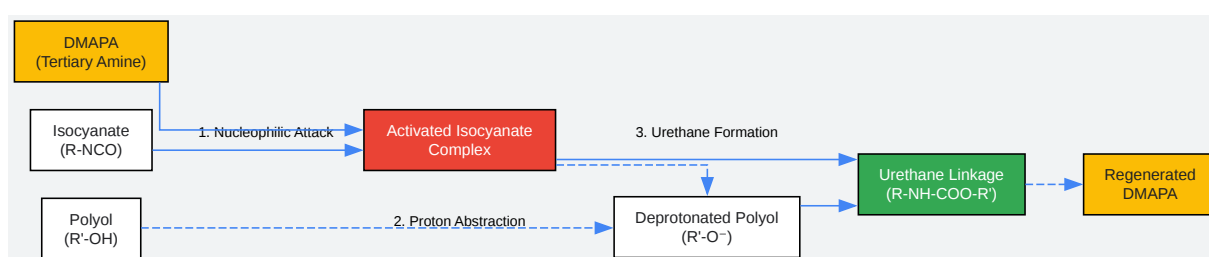 DMAPA
(Tertiary Amine)
Isocyanate
(R-NCO)
1. Nucleophilic Attack
Activated Isocyanate
Complex
3. Urethane Formation
Urethane Linkage
(R-NH-COO-R')
Regenerated
DMAPA
Polyol
(R'-OH)
2. Proton Abstraction
Deprotonated Polyol
(R'-O⁻)